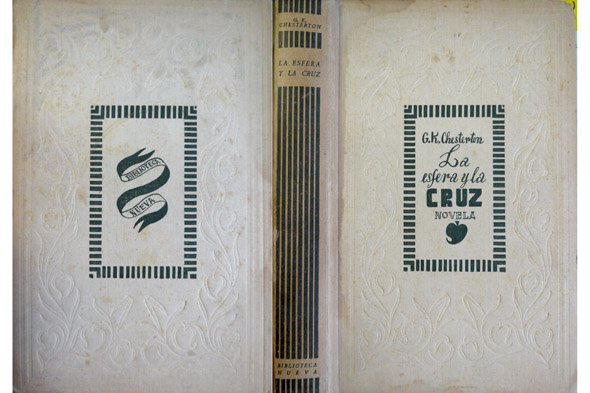 BIBLIOTECA
NUEVA
G. K.
CHESTERTON
LA ESFERA
Y LA CRUZ
BIBLIOTECA
NUEVA
G. K. Chesterton
La
esfera y la
CRUZ
NOVELA